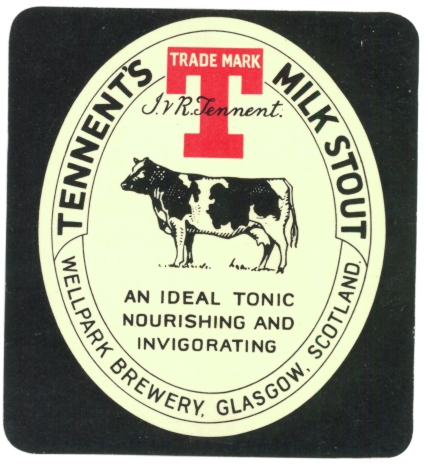 TENNENT'S MILK STOUT
TRADE MARK
T
J. & R. Tennent.
AN IDEAL TONIC
NOURISHING AND
INVIGORATING
WELLPARK BREWERY, GLASGOW, SCOTLAND.